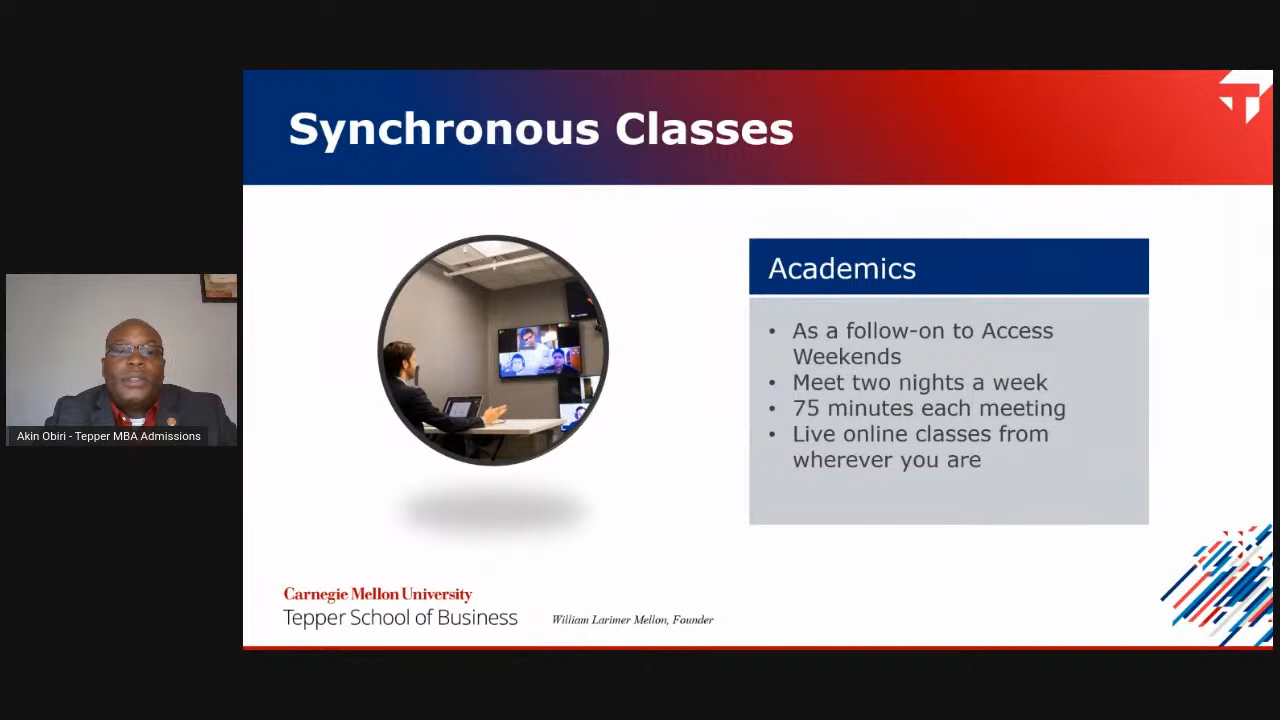 Synchronous Classes
Akin Obiri - Tepper MBA Admissions
Academics
• As a follow-on to Access
Weekends
• Meet two nights a week
• 75 minutes each meeting
• Live online classes from
wherever you are
Carnegie Mellon University
Tepper School of Business
William Larimer Mellon, Founder